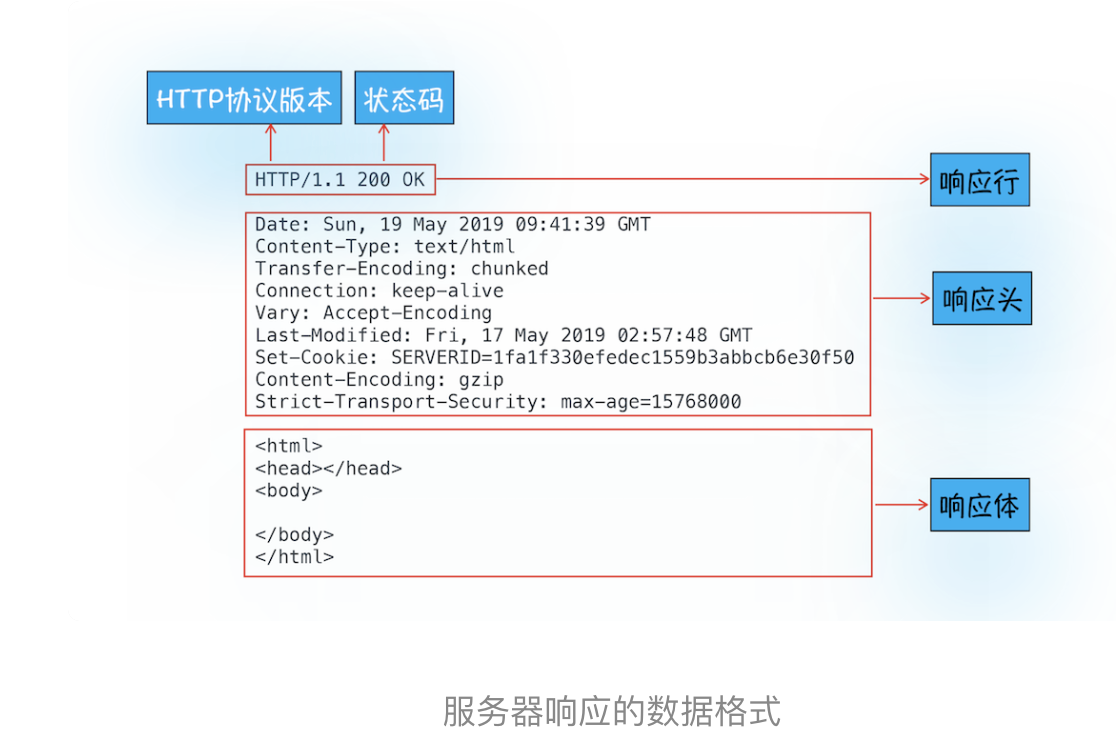 HTTP协议版本 状态码
HTTP/1.1 200 OK
响应行
Date: Sun, 19 May 2019 09:41:39 GMT
Content-Type: text/html
Transfer-Encoding: chunked
Connection: keep-alive
Vary: Accept-Encoding
Last-Modified: Fri, 17 May 2019 02:57:48 GMT
Set-Cookie: SERVERID=1fa1f330efedec1559b3abbcb6e30f50
Content-Encoding: gzip
Strict-Transport-Security: max-age=15768000
响应头
<html>
<head></head>
<body>
</body>
</html>
响应体
服务器响应的数据格式